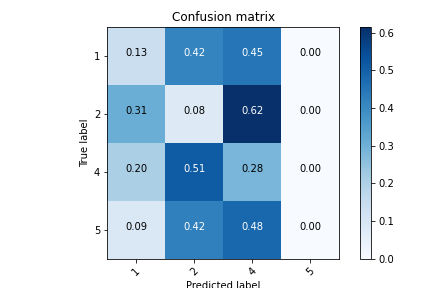 Confusion matrix
0.6
1 0.13 0.42 0.45 0.00
0.5
2 0.31 0.08 0.62 0.00
0.4
True label
0.3
4 0.20 0.51 0.28 0.00
0.2
5 0.09 0.42 0.48 0.00
0.1
0.0
1 2 4 5
Predicted label